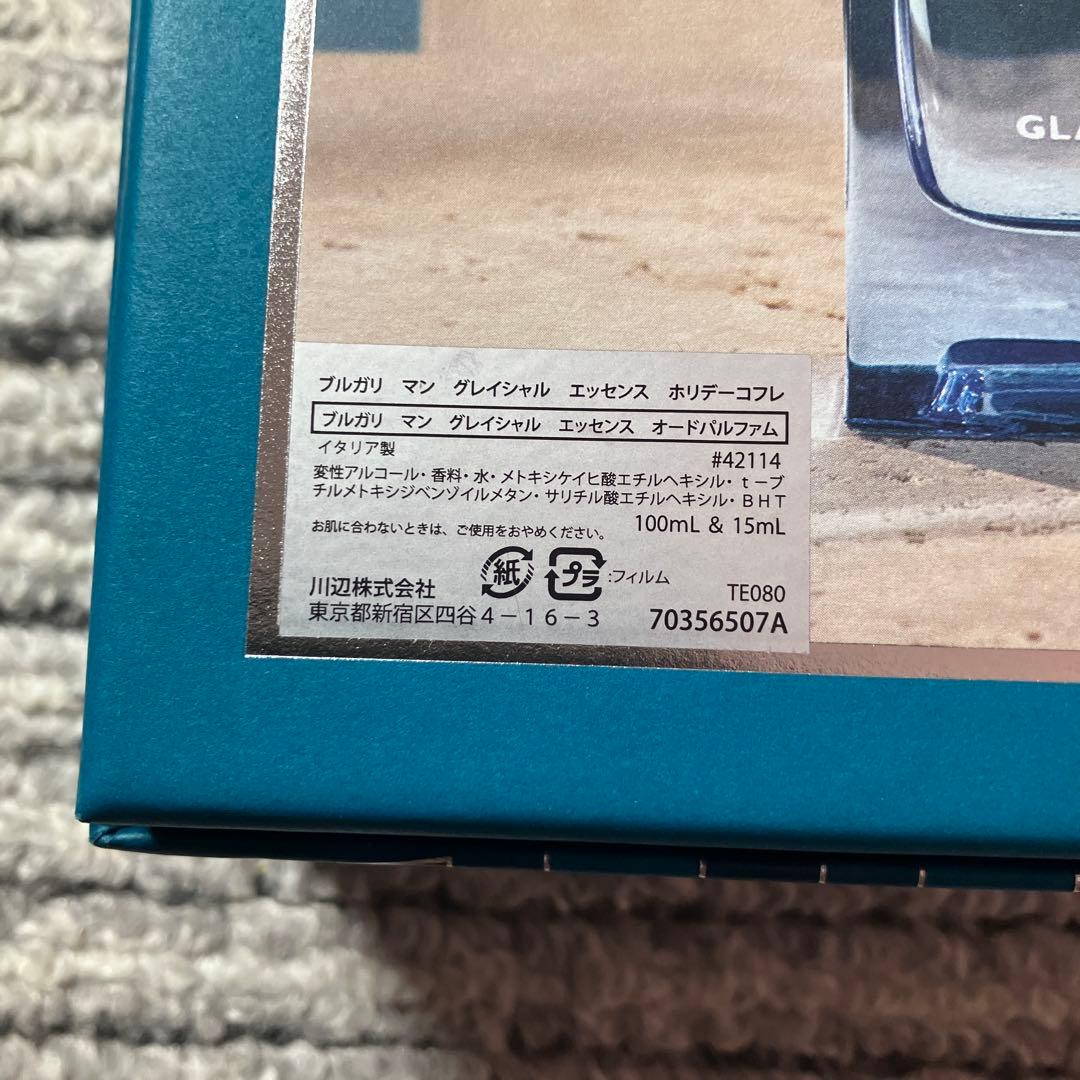 GLA
ブルガリ　マン　グレイシャル　エッセンス　ホリデーコフレ
ブルガリ　マン　グレイシャル　エッセンス　オードパルファム
イタリア製
#42114
変性アルコール・香料・水・メトキシケイヒ酸エチルヘキシル・ｔーブ
チルメトキシジベンゾイルメタン・サリチル酸エチルヘキシル・ＢＨＴ
お肌に合わないときは、ご使用をおやめください。 100mL & 15mL
紙 プラ :フィルム
川辺株式会社 TE080
東京都新宿区四谷４－１６－３ 70356507A